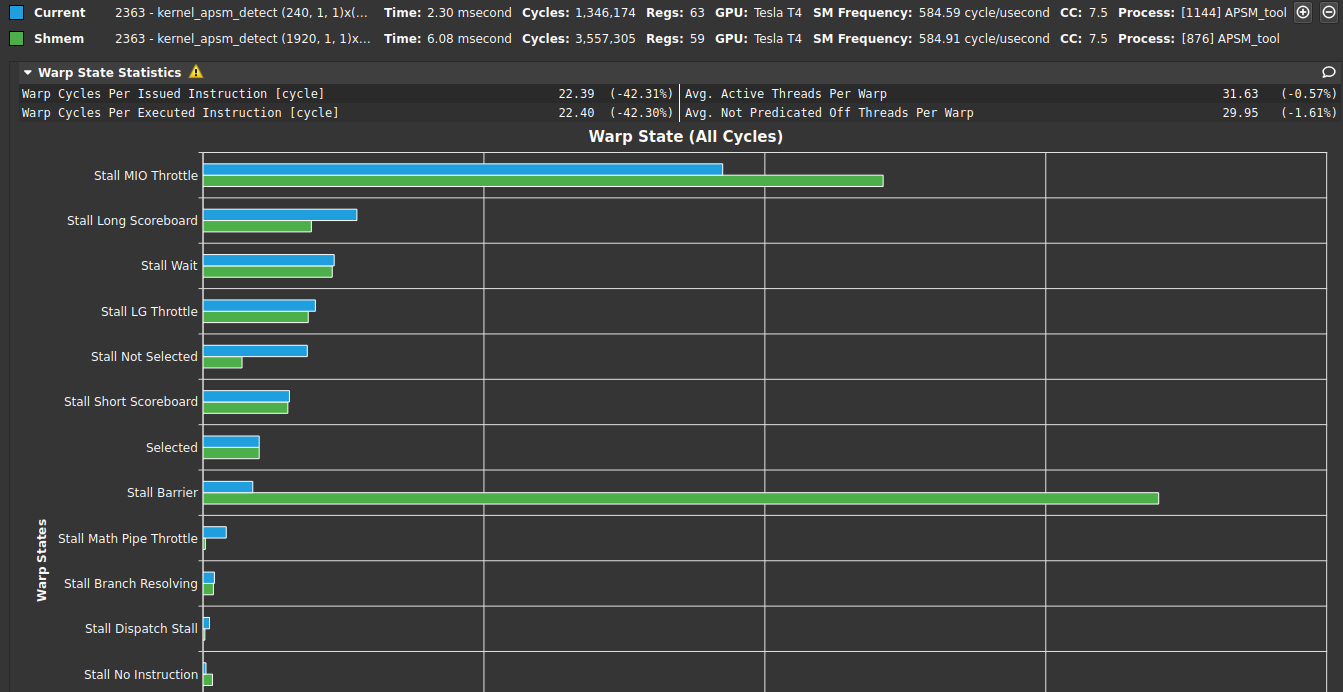 Current 2363 - kernel_apsm_detect (240, 1, 1)x(... Time: 2.30 msecond Cycles: 1,346,174 Regs: 63 GPU: Tesla T4 SM Frequency: 584.59 cycle/usecond CC: 7.5 Process: [1144] APSM_tool
Shmem 2363 - kernel_apsm_detect (1920, 1, 1)x... Time: 6.08 msecond Cycles: 3,557,305 Regs: 59 GPU: Tesla T4 SM Frequency: 584.91 cycle/usecond CC: 7.5 Process: [876] APSM_tool
Warp State Statistics
Warp Cycles Per Issued Instruction [cycle] 22.39 (-42.31%) Avg. Active Threads Per Warp 31.63 (-0.57%)
Warp Cycles Per Executed Instruction [cycle] 22.40 (-42.30%) Avg. Not Predicated Off Threads Per Warp 29.95 (-1.61%)
Warp State (All Cycles)
Stall MIO Throttle
Stall Long Scoreboard
Stall Wait
Stall LG Throttle
Stall Not Selected
Stall Short Scoreboard
Selected
Stall Barrier
Stall Math Pipe Throttle
Stall Branch Resolving
Stall Dispatch Stall
Stall No Instruction
Warp States